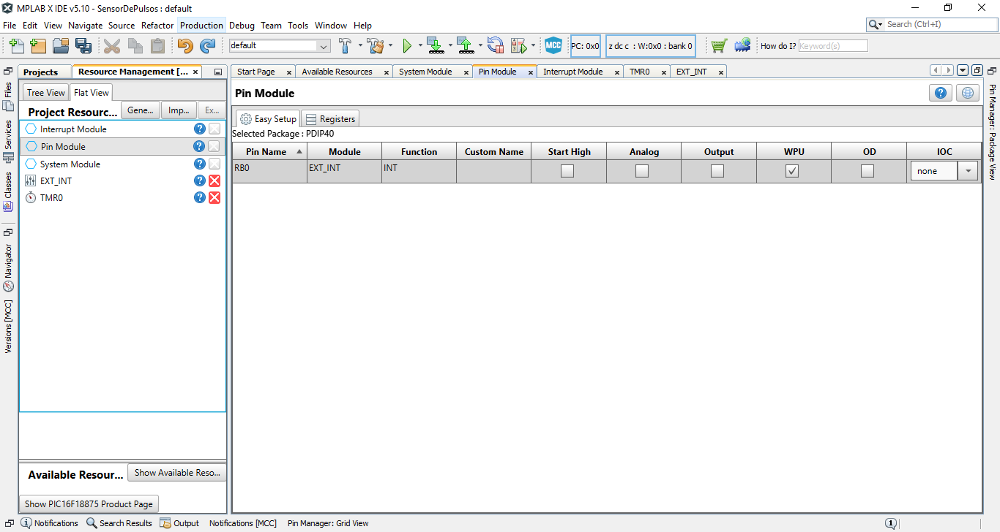 MPLAB X IDE v5.10 - SensorDePulsos : default
File Edit View Navigate Source Refactor Production Debug Team Tools Window Help
Search (Ctrl+I)
default
MCC
PC: 0x0
z dc c : W:0x0 : bank 0
How do I?
Keyword(s)
Projects
Resource Management [...
Start Page
Available Resources
System Module
Pin Module
Interrupt Module
TMR0
EXT_INT
Files
Services
Classes
Navigator
Versions [MCC]
Tree View
Flat View
Project Resourc...
Gene...
Imp...
Ex...
Interrupt Module
Pin Module
System Module
EXT_INT
TMR0
Available Resour...
Show Available Reso...
Show PIC16F18875 Product Page
Pin Module
Easy Setup
Registers
Selected Package : PDIP40
Pin Name Module Function Custom Name Start High Analog Output WPU OD IOC
RB0 EXT_INT INT none
Pin Manager: Package View
Notifications
Search Results
Output
Notifications [MCC]
Pin Manager: Grid View
1